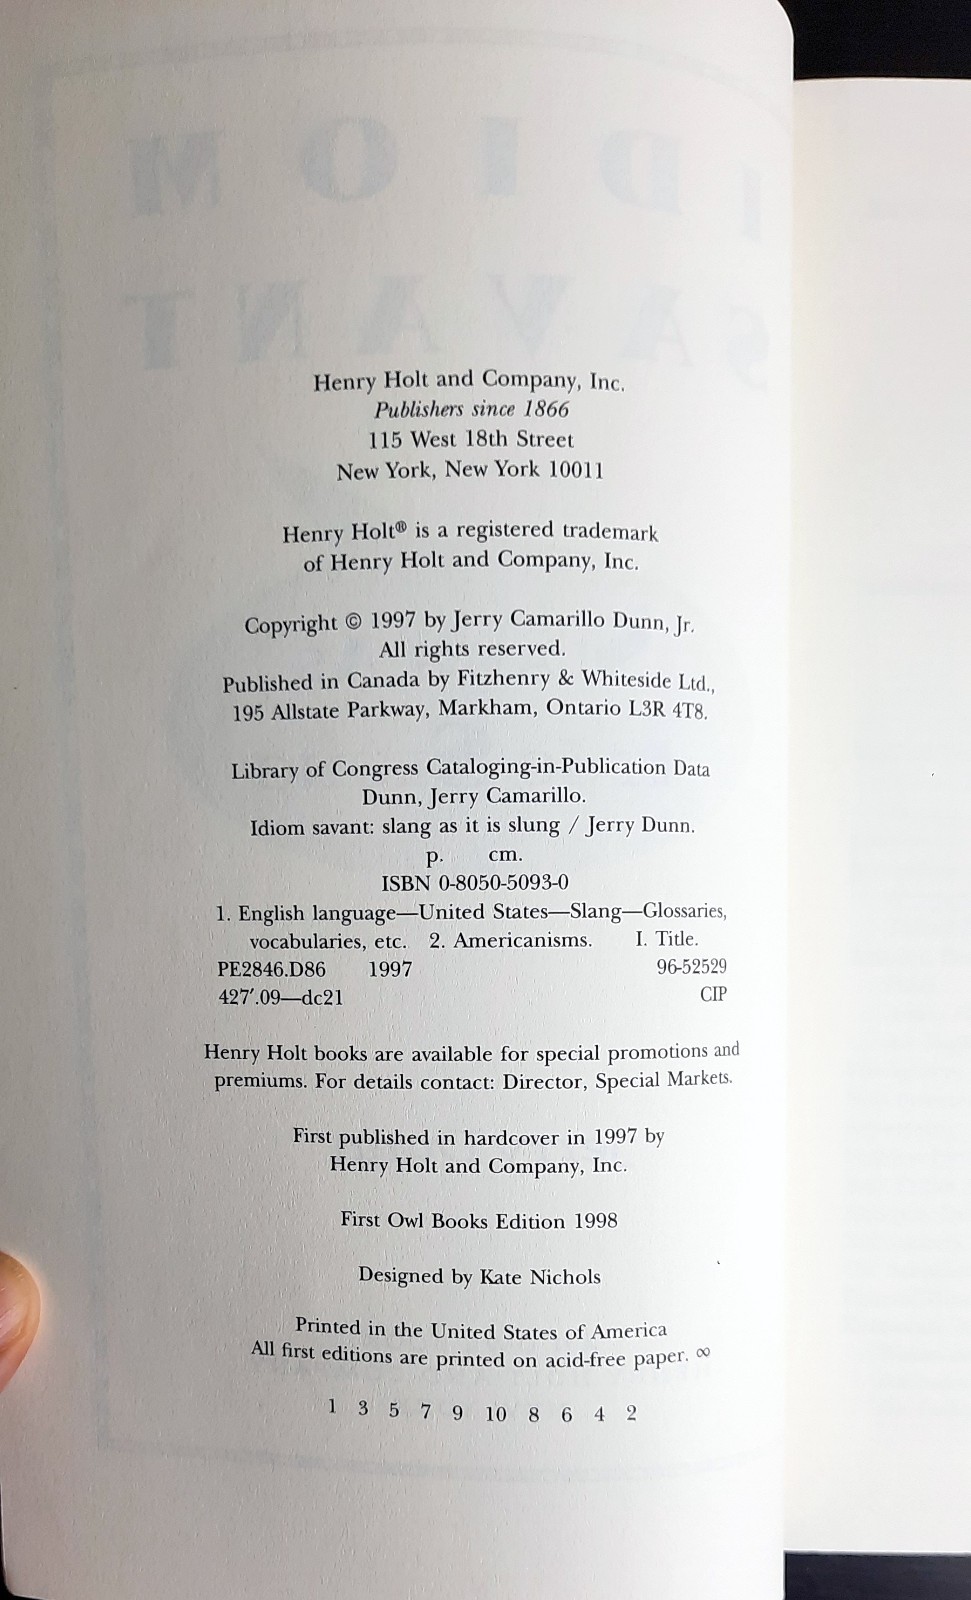 IDIOM
SAVANT
Henry Holt and Company, Inc.
Publishers since 1866
115 West 18th Street
New York, New York 10011
Henry Holt® is a registered trademark
of Henry Holt and Company, Inc.
Copyright © 1997 by Jerry Camarillo Dunn, Jr.
All rights reserved.
Published in Canada by Fitzhenry & Whiteside Ltd.,
195 Allstate Parkway, Markham, Ontario L3R 4T8.
Library of Congress Cataloging-in-Publication Data
Dunn, Jerry Camarillo.
Idiom savant: slang as it is slung / Jerry Dunn.
p. cm.
ISBN 0-8050-5093-0
1. English language—United States—Slang—Glossaries,
vocabularies, etc. 2. Americanisms. I. Title.
PE2846.D86 1997 96-52529
427′.09—dc21 CIP
Henry Holt books are available for special promotions and
premiums. For details contact: Director, Special Markets.
First published in hardcover in 1997 by
Henry Holt and Company, Inc.
First Owl Books Edition 1998
Designed by Kate Nichols
Printed in the United States of America
All first editions are printed on acid-free paper. ∞
1 3 5 7 9 10 8 6 4 2